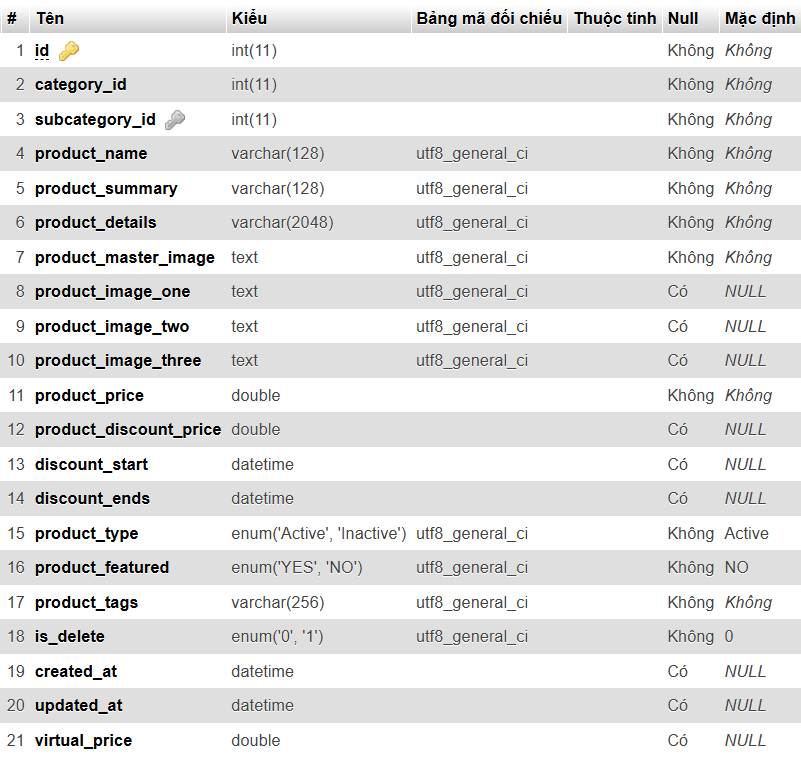 # Tên Kiểu Bảng mã đối chiếu Thuộc tính Null Mặc định
1 id int(11) Không Không
2 category_id int(11) Không Không
3 subcategory_id int(11) Không Không
4 product_name varchar(128) utf8_general_ci Không Không
5 product_summary varchar(128) utf8_general_ci Không Không
6 product_details varchar(2048) utf8_general_ci Không Không
7 product_master_image text utf8_general_ci Không Không
8 product_image_one text utf8_general_ci Có NULL
9 product_image_two text utf8_general_ci Có NULL
10 product_image_three text utf8_general_ci Có NULL
11 product_price double Không Không
12 product_discount_price double Có NULL
13 discount_start datetime Có NULL
14 discount_ends datetime Có NULL
15 product_type enum('Active', 'Inactive') utf8_general_ci Không Active
16 product_featured enum('YES', 'NO') utf8_general_ci Không NO
17 product_tags varchar(256) utf8_general_ci Không Không
18 is_delete enum('0', '1') utf8_general_ci Không 0
19 created_at datetime Có NULL
20 updated_at datetime Có NULL
21 virtual_price double Có NULL